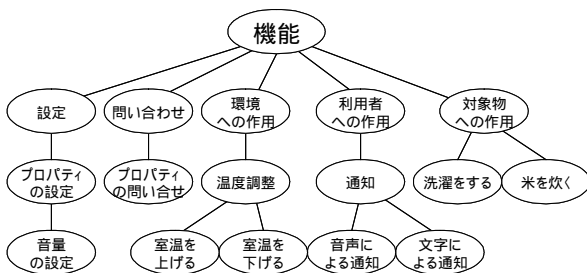 機能
設定
問い合わせ
環境
への作用
利用者
への作用
対象物
への作用
プロパティ
の設定
プロパティ
の問い合せ
温度調整
通知
洗濯をする
米を炊く
音量
の設定
室温を
上げる
室温を
下げる
音声に
よる通知
文字に
よる通知